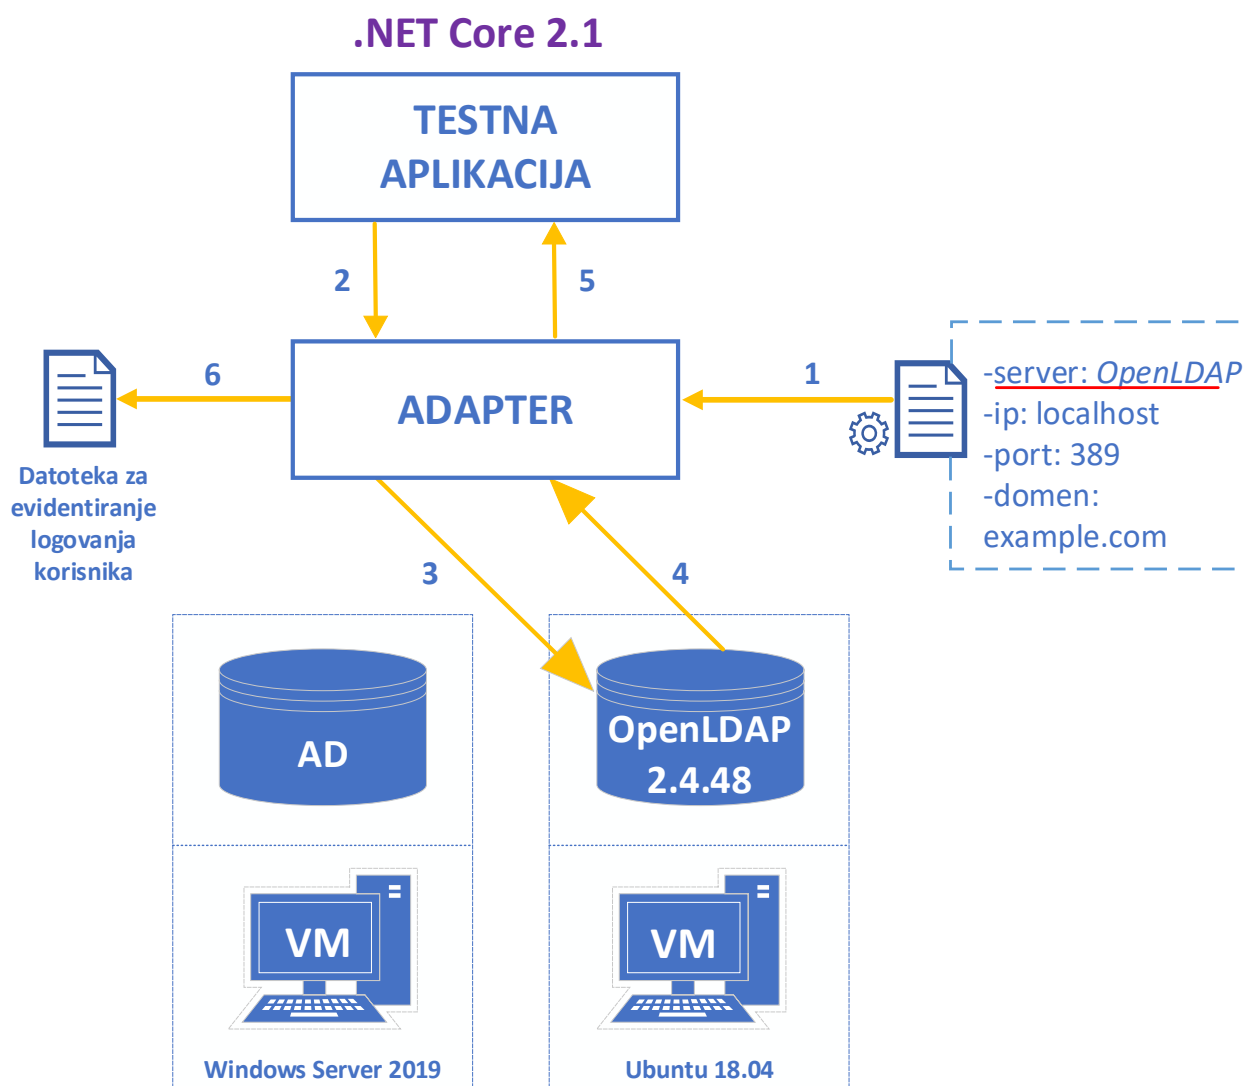 .NET Core 2.1
TESTNA
APLIKACIJA
2
5
6
1
ADAPTER
-server: OpenLDAP
-ip: localhost
-port: 389
-domen:
example.com
Datoteka za
evidentiranje
logovanja
korisnika
3
4
AD
OpenLDAP
2.4.48
VM
VM
Windows Server 2019
Ubuntu 18.04